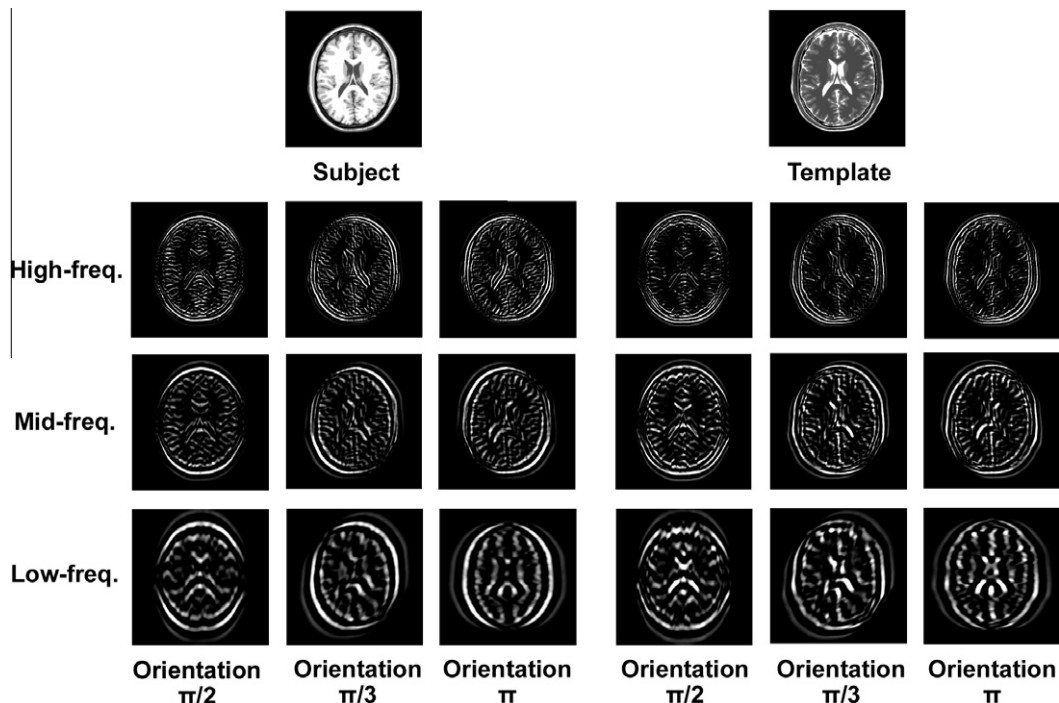 Subject
Template
High-freq.
Mid-freq.
Low-freq.
Orientation
π/2
Orientation
π/3
Orientation
π
Orientation
π/2
Orientation
π/3
Orientation
π